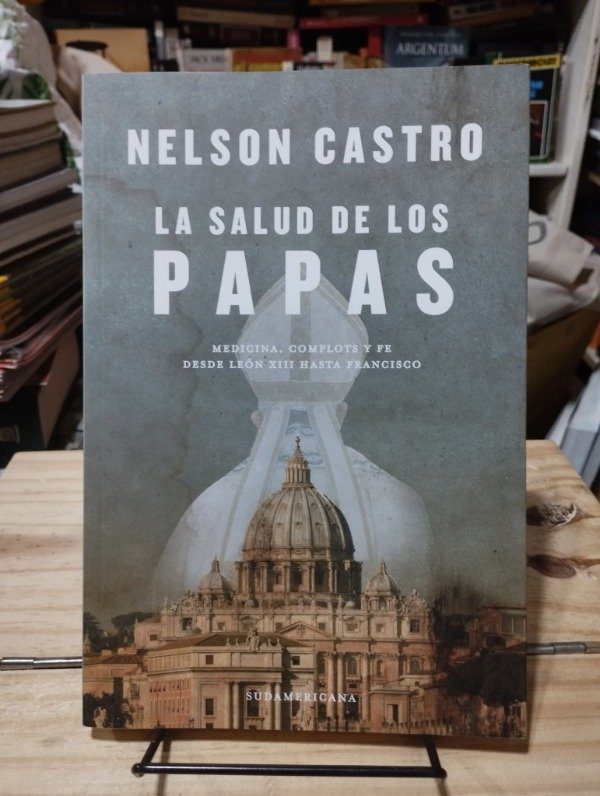 ARGENTUM
NELSON CASTRO
LA SALUD DE LOS
PAPAS
MEDICINA, COMPLOTS Y FE
DESDE LEÓN XIII HASTA FRANCISCO
SUDAMERICANA